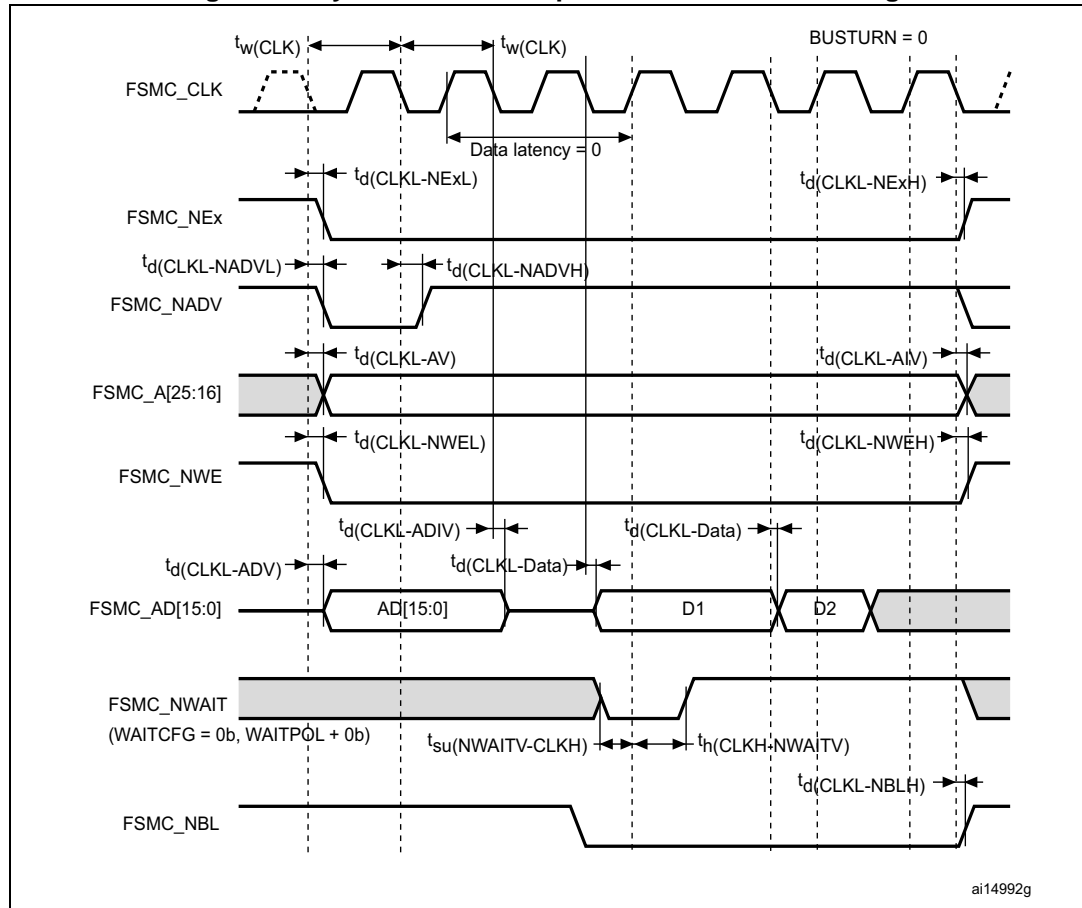 tw(CLK) tw(CLK) BUSTURN = 0
FSMC_CLK
Data latency = 0
td(CLKL-NExL) td(CLKL-NExH)
FSMC_NEx
td(CLKL-NADVL) td(CLKL-NADVH)
FSMC_NADV
td(CLKL-AV) td(CLKL-AIV)
FSMC_A[25:16]
td(CLKL-NWEL) td(CLKL-NWEH)
FSMC_NWE
td(CLKL-ADIV) td(CLKL-Data)
td(CLKL-ADV) td(CLKL-Data)
FSMC_AD[15:0] AD[15:0] D1 D2
FSMC_NWAIT
(WAITCFG = 0b, WAITPOL + 0b)
tsu(NWAITV-CLKH) th(CLKH-NWAITV)
td(CLKL-NBLH)
FSMC_NBL
ai14992g